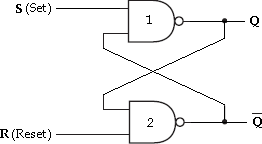 S (Set)
1
Q
2
Q̅
R (Reset)